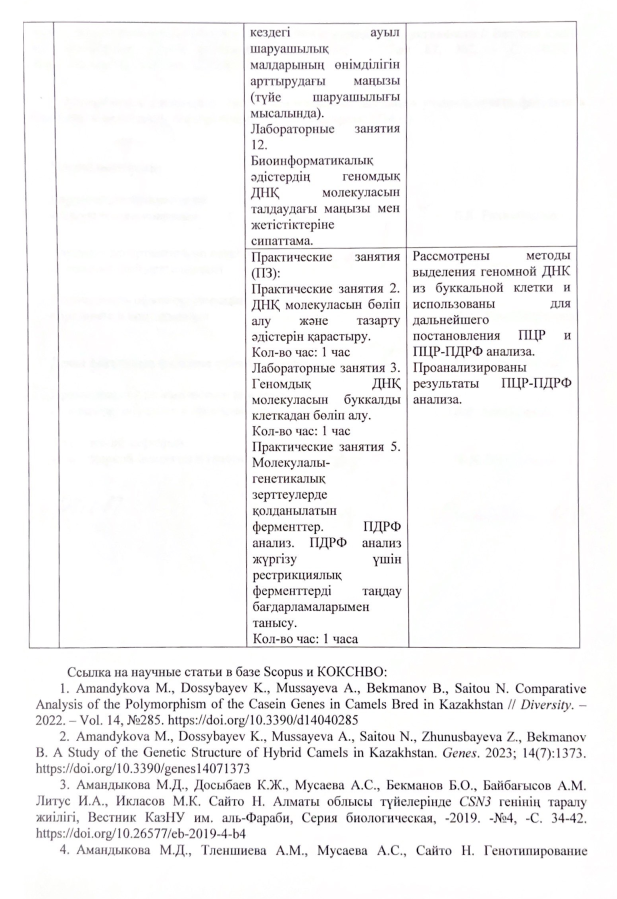 кездегі ауыл
шаруашылық
малдарының өнімділігін
арттырудағы маңызы
(түйе шаруашылығы
мысалында).
Лабораторные занятия
12.
Биоинформатикалық
әдістердің геномдық
ДНҚ молекуласын
талдаудағы маңызы мен
жетістіктеріне
сипаттама.
Практические занятия
(ПЗ):
Практические занятия 2.
ДНҚ молекуласын бөліп
алу және тазарту
әдістерін қарастыру.
Кол-во час: 1 час
Лабораторные занятия 3.
Геномдық ДНҚ
молекуласын буккалды
клеткадан бөліп алу.
Кол-во час: 1 час
Практические занятия 5.
Молекулалы-
генетикалық
зерттеулерде
қолданылатын
ферменттер. ПДРФ
анализ. ПДРФ анализ
жүргізу үшін
рестрикциялық
ферменттерді таңдау
бағдарламаларымен
танысу.
Кол-во час: 1 часа
Рассмотрены методы
выделения геномной ДНК
из буккальной клетки и
использованы для
дальнейшего
постановления ПЦР и
ПЦР-ПДРФ анализа.
Проанализированы
результаты ПЦР-ПДРФ
анализа.
Ссылка на научные статьи в базе Scopus и КОКСНВО:
1. Amandykova M., Dossybayev K., Mussayeva A., Bekmanov B., Saitou N. Comparative
Analysis of the Polymorphism of the Casein Genes in Camels Bred in Kazakhstan // Diversity. –
2022. – Vol. 14, №285. https://doi.org/10.3390/d14040285
2. Amandykova M., Dossybayev K., Mussayeva A., Saitou N., Zhunusbayeva Z., Bekmanov
B. A Study of the Genetic Structure of Hybrid Camels in Kazakhstan. Genes. 2023; 14(7):1373.
https://doi.org/10.3390/genes14071373
3. Амандыкова М.Д., Досыбаев К.Ж., Мусаева А.С., Бекманов Б.О., Байбағысов А.М.
Литус И.А., Икласов М.К. Сайто Н. Алматы облысы түйелерінде CSN3 генінің таралу
жиілігі, Вестник КазНУ им. аль-Фараби, Серия биологическая, -2019. -№4, -С. 34-42.
https://doi.org/10.26577/eb-2019-4-b4
4. Амандыкова М.Д., Тленшиева А.М., Мусаева А.С., Сайто Н. Генотипирование